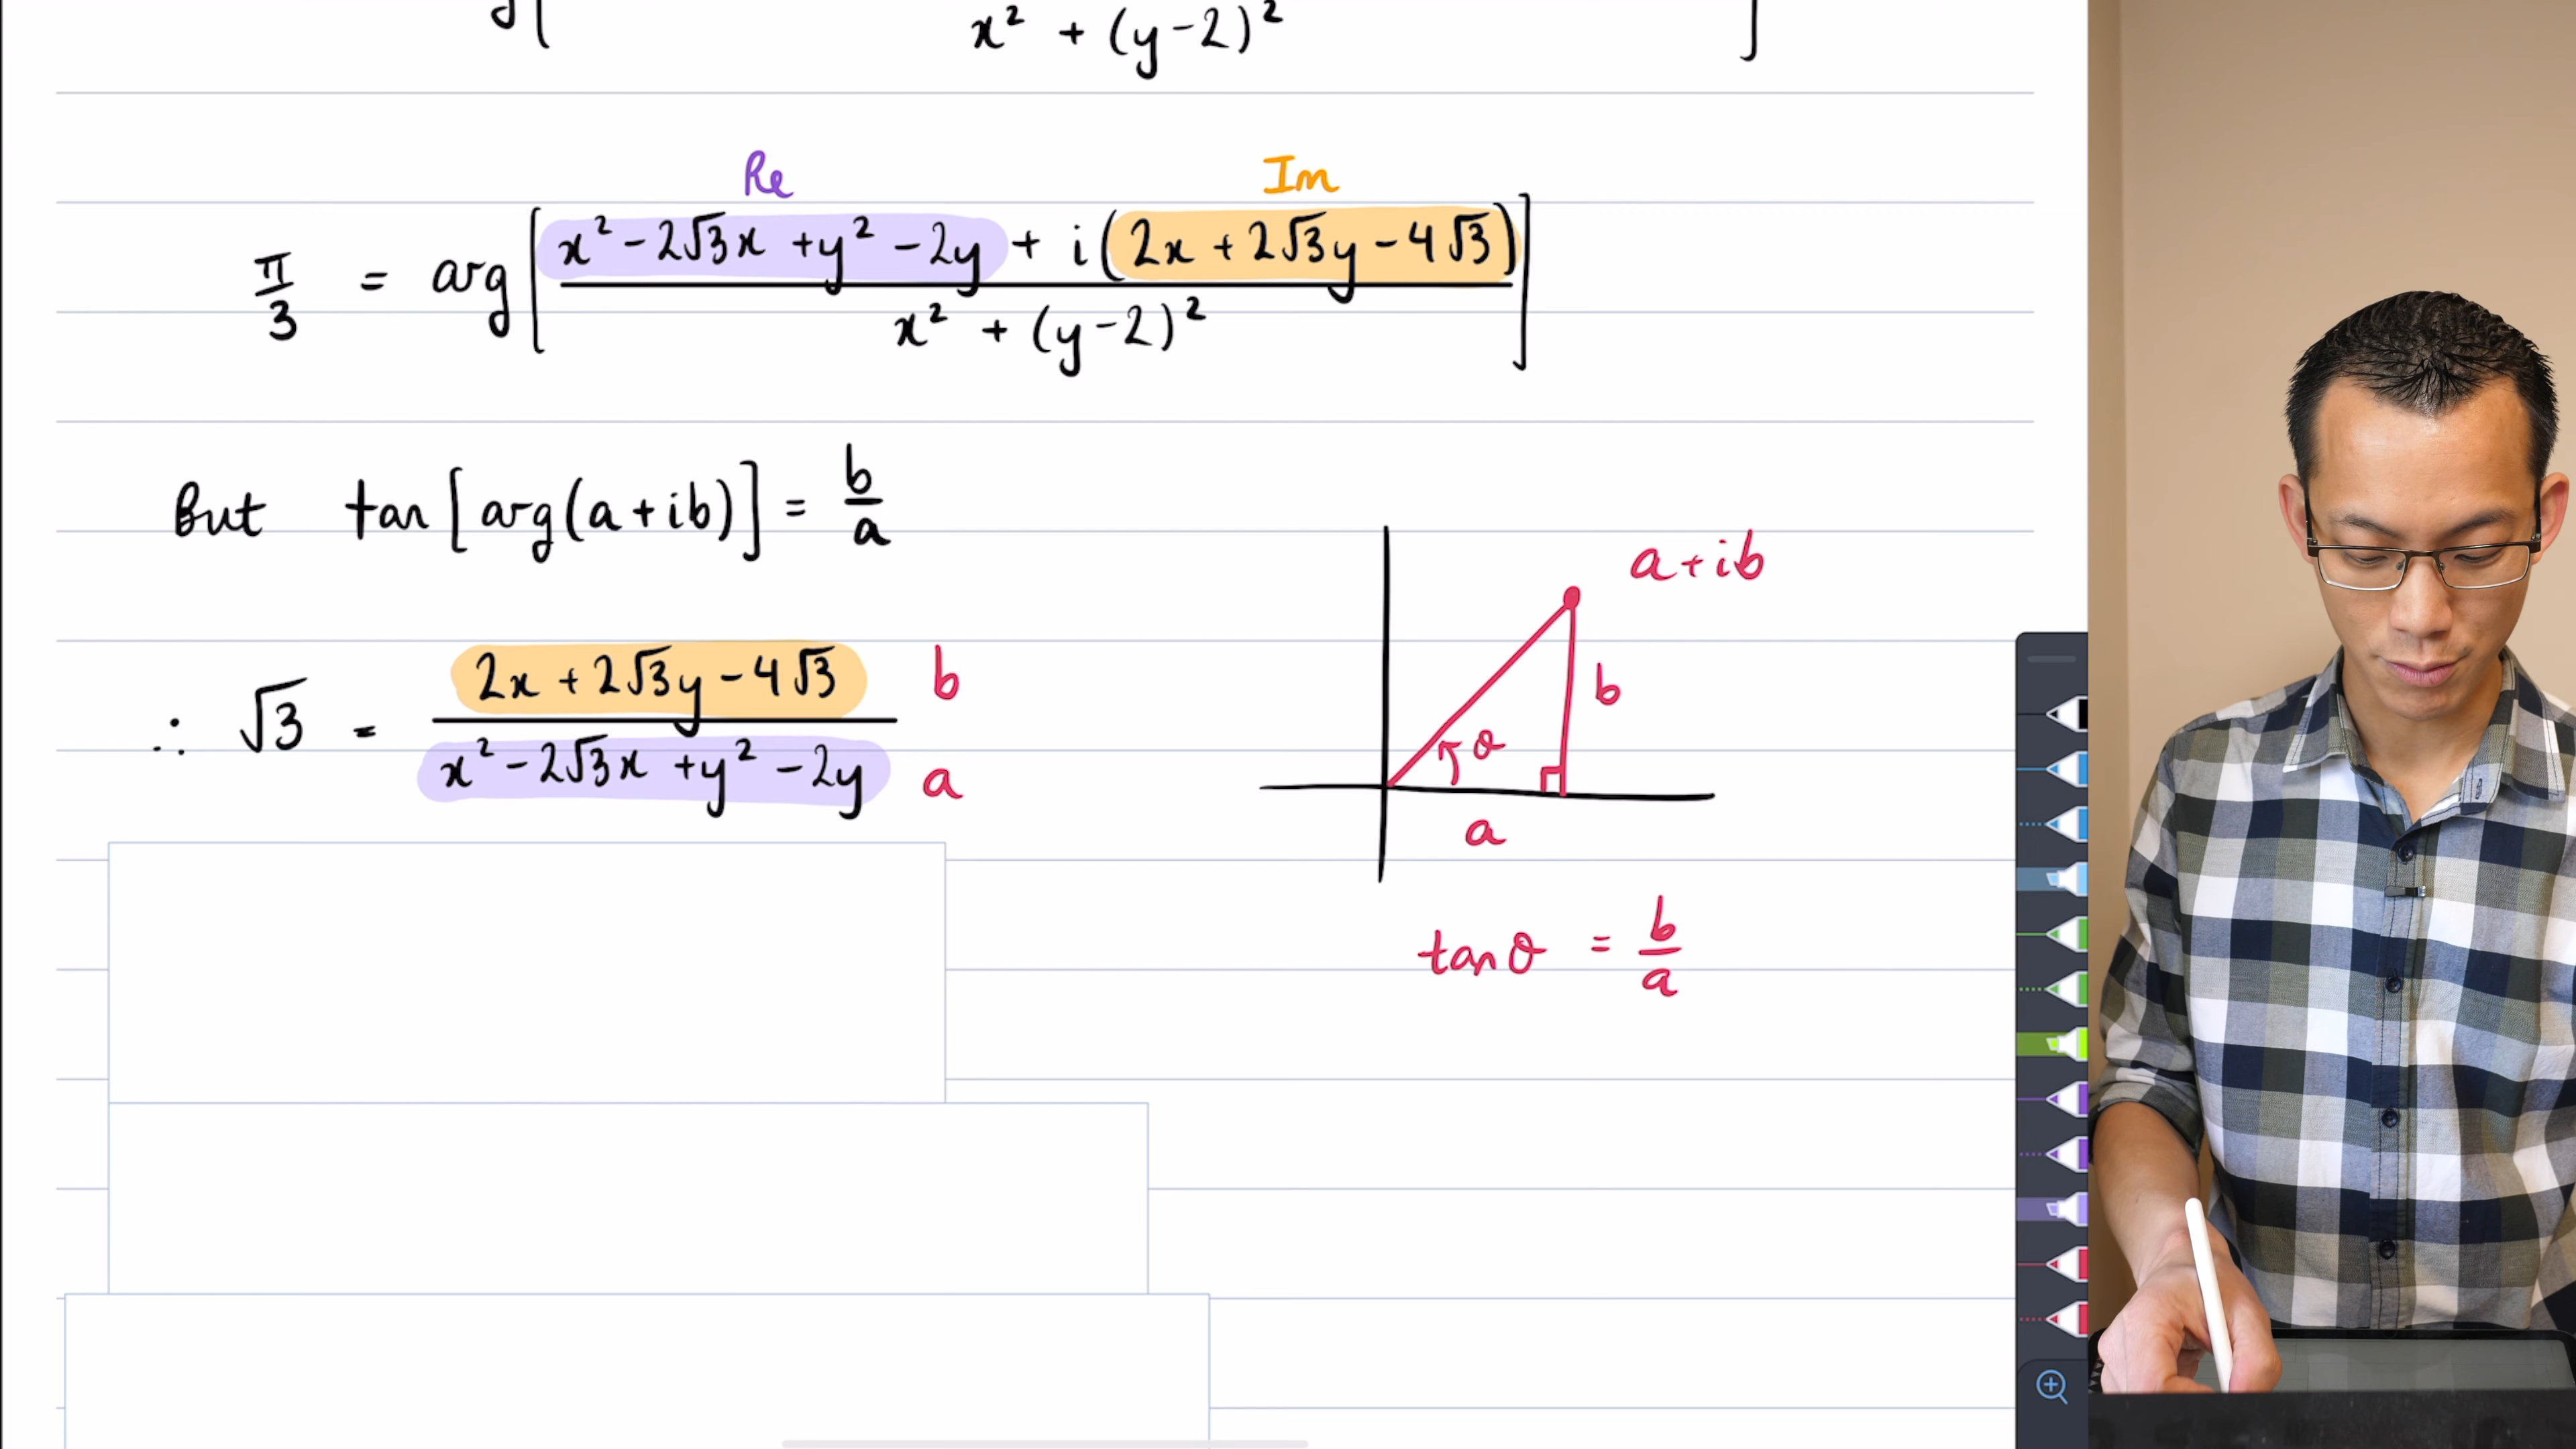 x² + (y-2)²
Re Im
π/3 = arg[(x² - 2√3x + y² - 2y + i(2x + 2√3y - 4√3))/(x² + (y-2)²)]
But tan[arg(a+ib)] = b/a
a+ib
∴ √3 = (2x + 2√3y - 4√3)/(x² - 2√3x + y² - 2y) b a
b
θ
a
tanθ = b/a